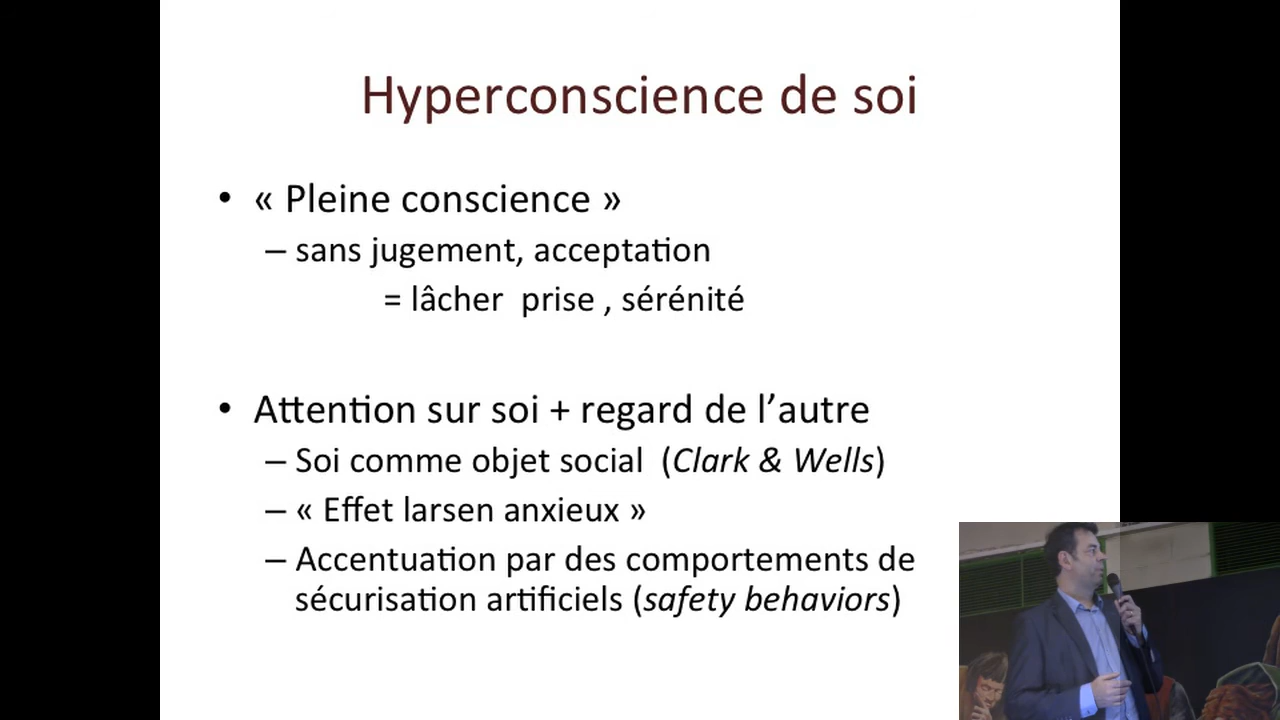 Hyperconscience de soi
• « Pleine conscience »
– sans jugement, acceptation
= lâcher prise , sérénité
• Attention sur soi + regard de l’autre
– Soi comme objet social (Clark & Wells)
– « Effet larsen anxieux »
– Accentuation par des comportements de
sécurisation artificiels (safety behaviors)